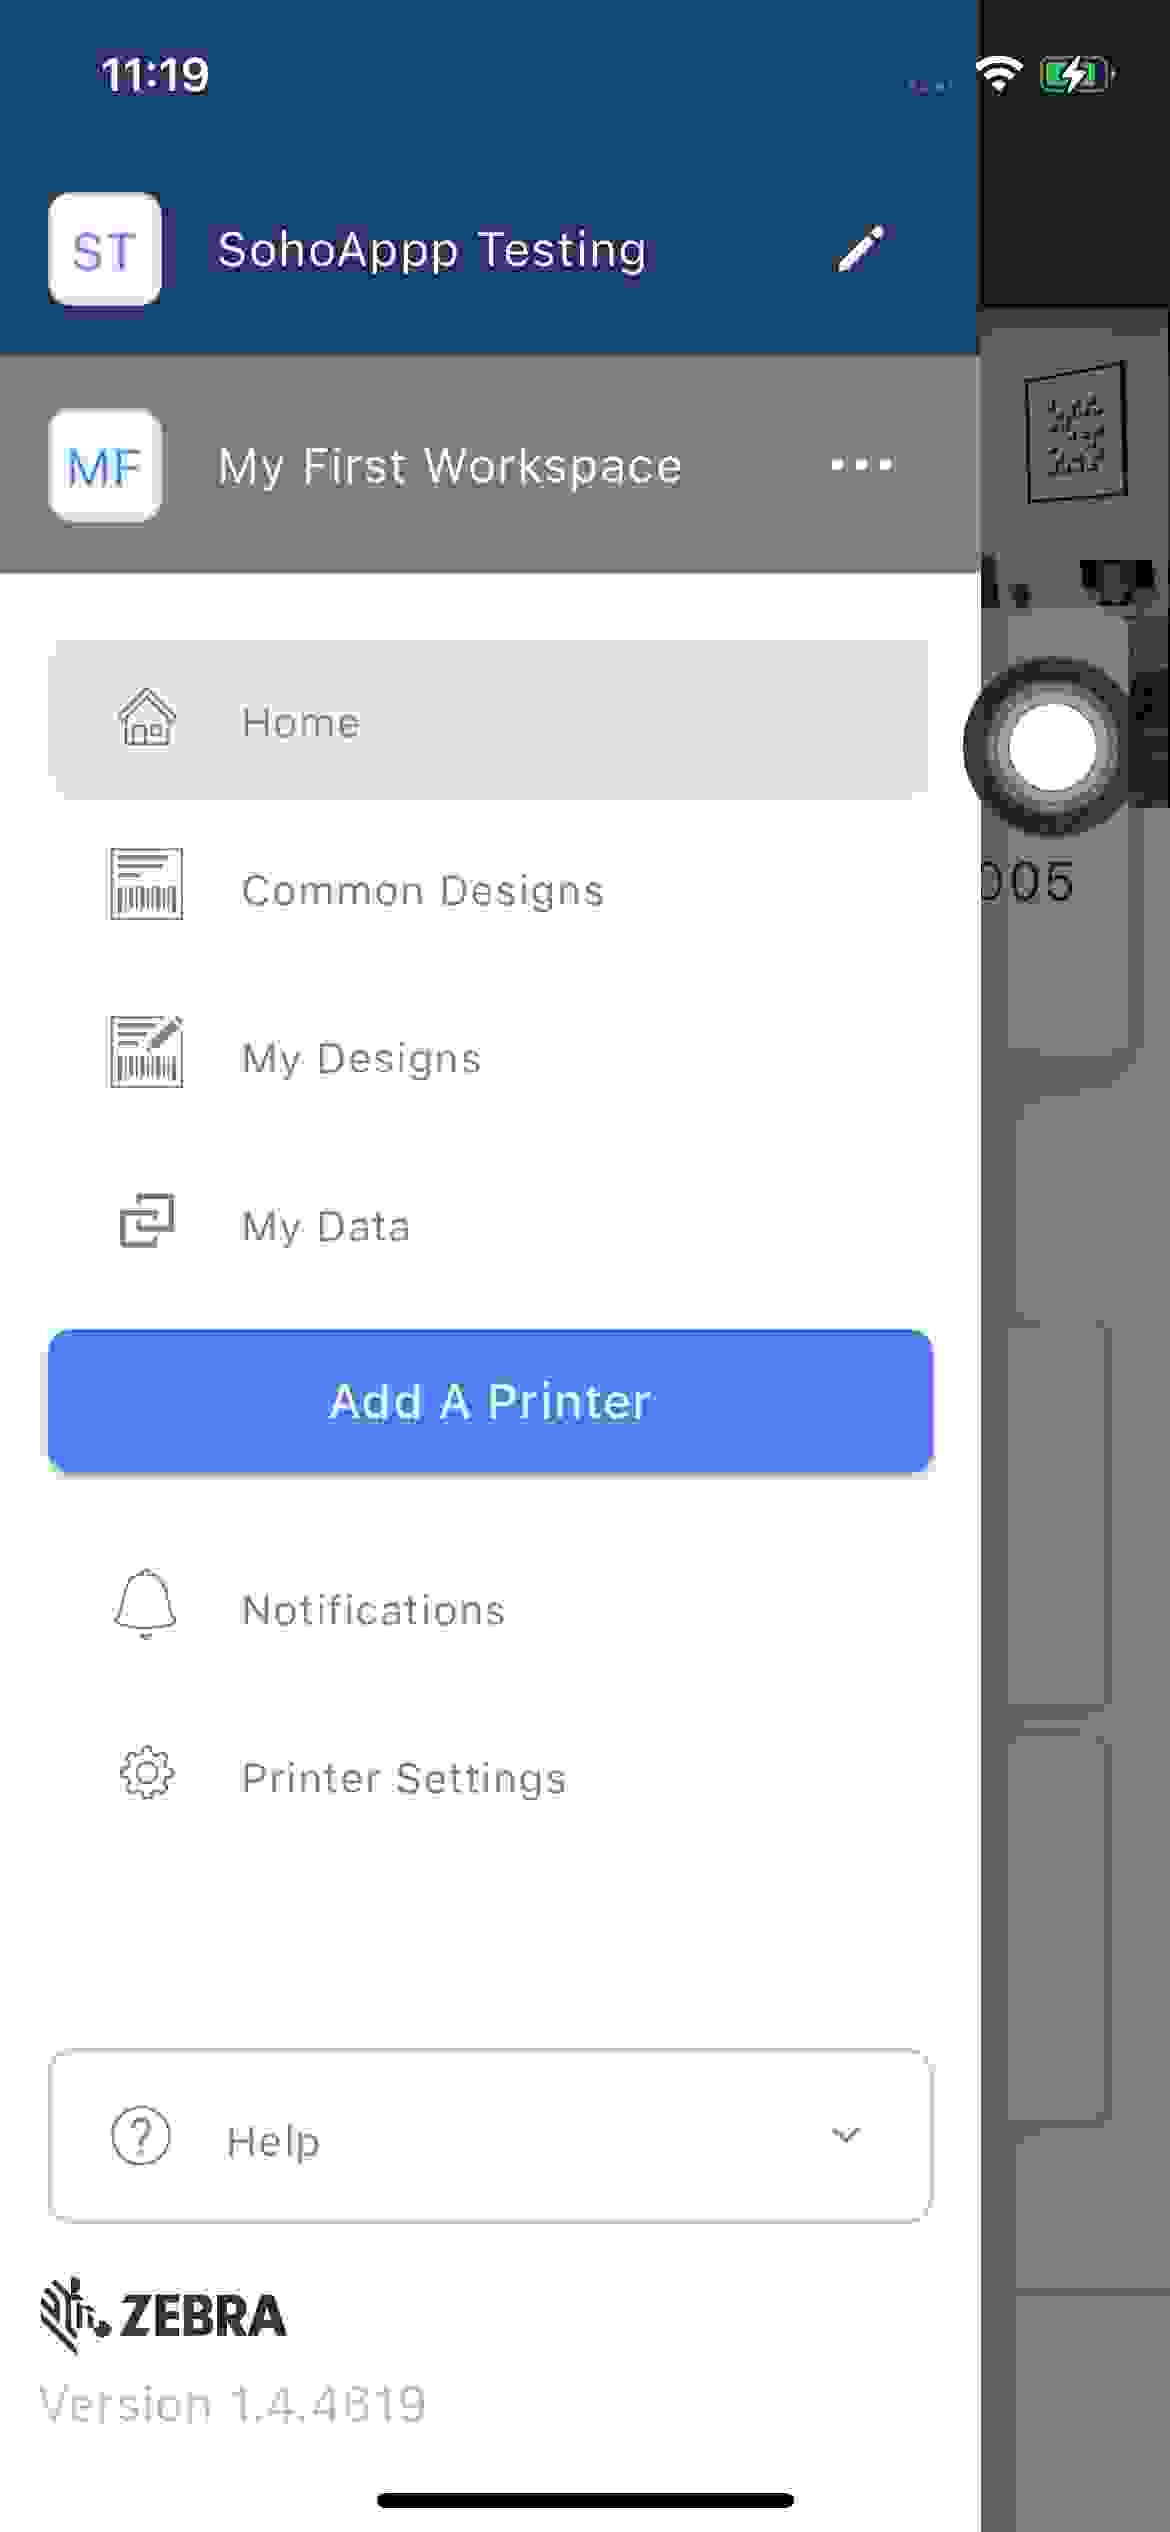 11:19
ST
SohoAppp Testing
MF
My First Workspace
Home
Common Designs
005
My Designs
My Data
Add A Printer
Notifications
Printer Settings
Help
ZEBRA
Version 1.4.4819